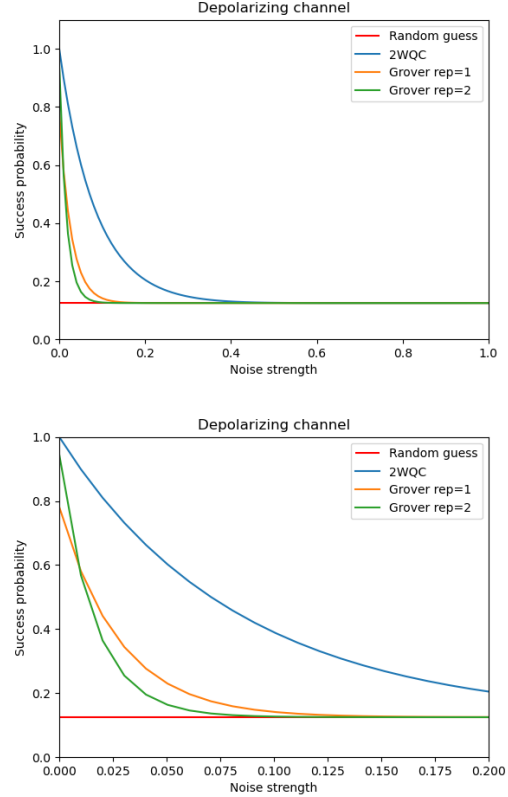 Depolarizing channel
1.0
0.8
0.6
0.4
0.2
0.0
Success probability
Random guess
2WQC
Grover rep=1
Grover rep=2
0.0 0.2 0.4 0.6 0.8 1.0
Noise strength
Depolarizing channel
1.0
0.8
0.6
0.4
0.2
0.0
Success probability
Random guess
2WQC
Grover rep=1
Grover rep=2
0.000 0.025 0.050 0.075 0.100 0.125 0.150 0.175 0.200
Noise strength